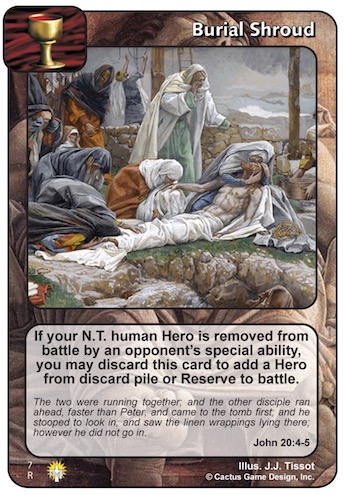 Burial Shroud
If your N.T. human Hero is removed from
battle by an opponent's special ability,
you may discard this card to add a Hero
from discard pile or Reserve to battle.
The two were running together; and the other disciple ran
ahead, faster than Peter, and came to the tomb first; and he
stooped to look in, and saw the linen wrappings lying there;
however he did not go in.
John 20:4-5
7
R
Illus. J.J. Tissot
© Cactus Game Design, Inc.